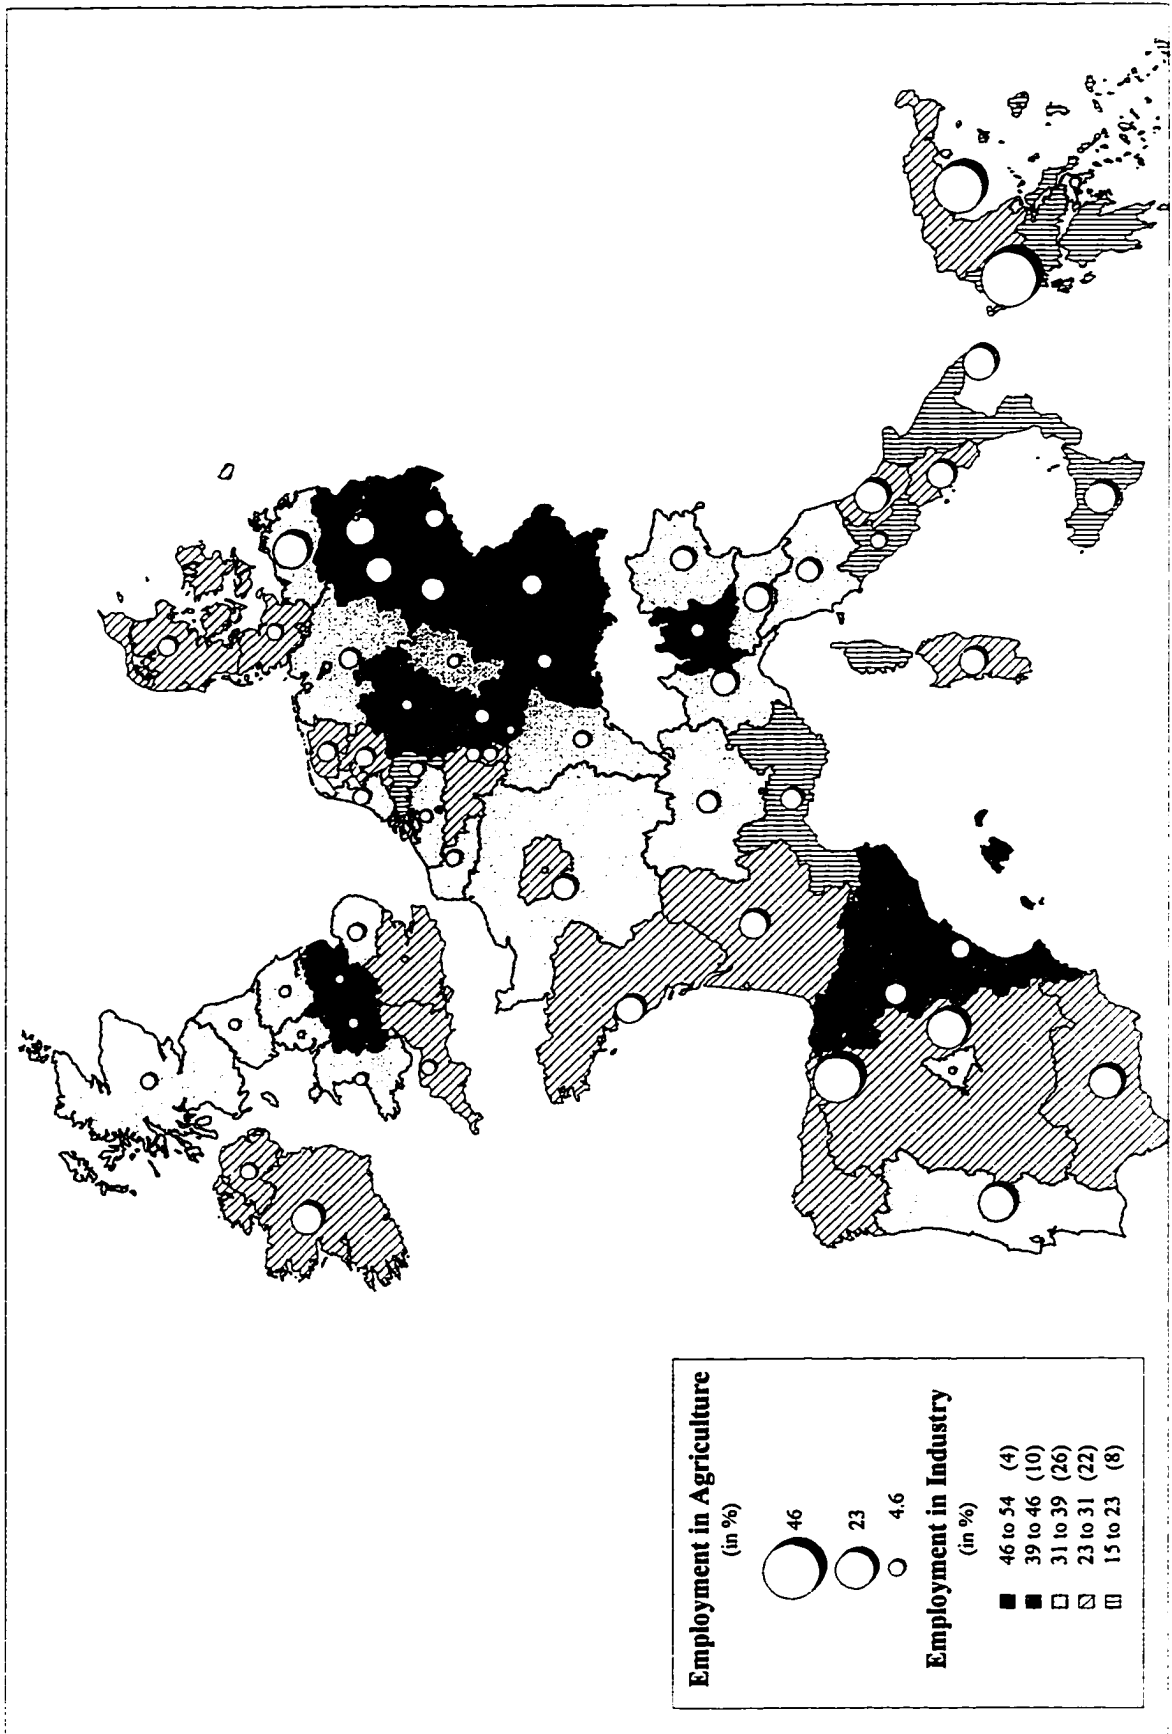 Employment in Agriculture
(in %)
46
23
4.6
Employment in Industry
(in %)
46 to 54 (4)
39 to 46 (10)
31 to 39 (26)
23 to 31 (22)
15 to 23 (8)